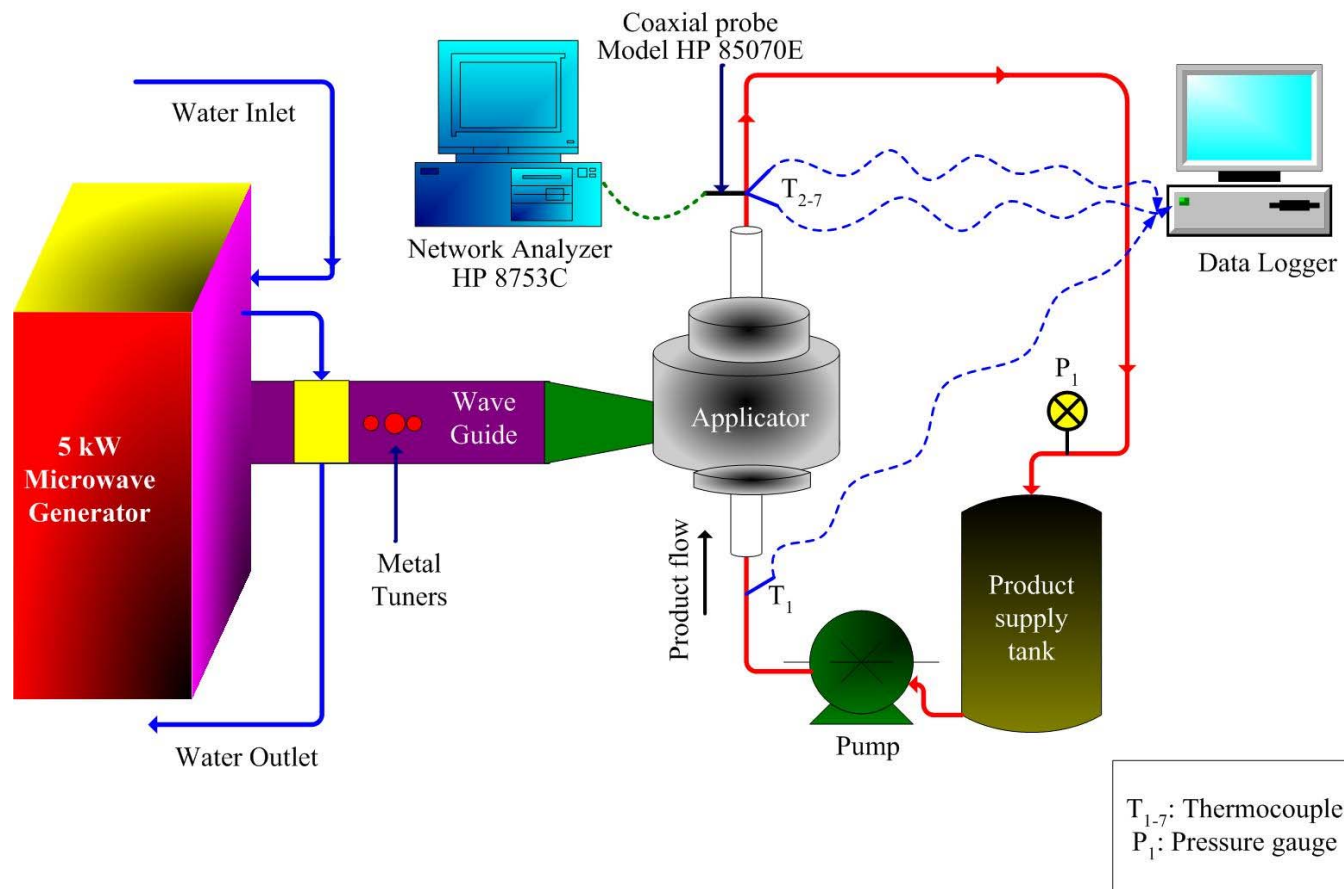 Coaxial probe
Model HP 85070E
Water Inlet
T2-7
Network Analyzer
HP 8753C
Data Logger
P1
Wave
Guide
Applicator
5 kW
Microwave
Generator
Metal
Tuners
Product flow
T1
Product
supply
tank
Pump
Water Outlet
T1-7: Thermocouple
P1: Pressure gauge